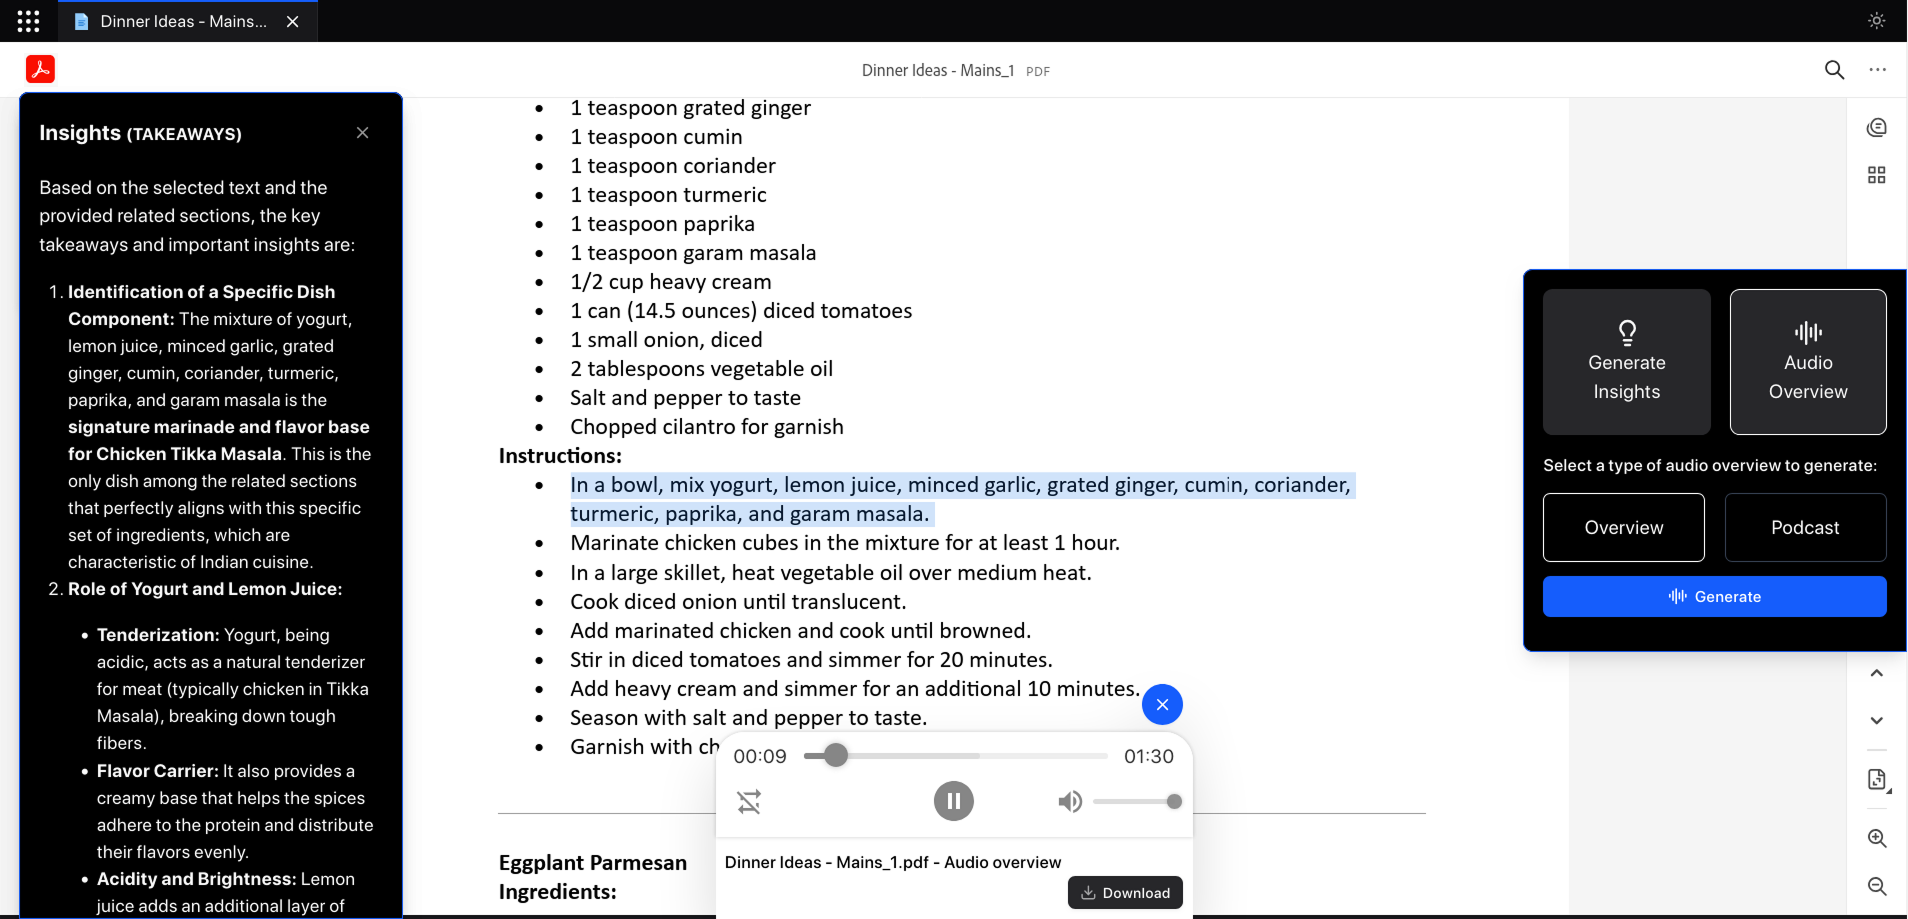 Dinner Ideas - Mains...
Dinner Ideas - Mains_1 PDF
Insights (TAKEAWAYS)
Based on the selected text and the
provided related sections, the key
takeaways and important insights are:
1. Identification of a Specific Dish
Component: The mixture of yogurt,
lemon juice, minced garlic, grated
ginger, cumin, coriander, turmeric,
paprika, and garam masala is the
signature marinade and flavor base
for Chicken Tikka Masala. This is the
only dish among the related sections
that perfectly aligns with this specific
set of ingredients, which are
characteristic of Indian cuisine.
2. Role of Yogurt and Lemon Juice:
• Tenderization: Yogurt, being
acidic, acts as a natural tenderizer
for meat (typically chicken in Tikka
Masala), breaking down tough
fibers.
• Flavor Carrier: It also provides a
creamy base that helps the spices
adhere to the protein and distribute
their flavors evenly.
• Acidity and Brightness: Lemon
juice adds an additional layer of
• 1 teaspoon grated ginger
• 1 teaspoon cumin
• 1 teaspoon coriander
• 1 teaspoon turmeric
• 1 teaspoon paprika
• 1 teaspoon garam masala
• 1/2 cup heavy cream
• 1 can (14.5 ounces) diced tomatoes
• 1 small onion, diced
• 2 tablespoons vegetable oil
• Salt and pepper to taste
• Chopped cilantro for garnish
Instructions:
• In a bowl, mix yogurt, lemon juice, minced garlic, grated ginger, cumin, coriander,
turmeric, paprika, and garam masala.
• Marinate chicken cubes in the mixture for at least 1 hour.
• In a large skillet, heat vegetable oil over medium heat.
• Cook diced onion until translucent.
• Add marinated chicken and cook until browned.
• Stir in diced tomatoes and simmer for 20 minutes.
• Add heavy cream and simmer for an additional 10 minutes.
• Season with salt and pepper to taste.
• Garnish with ch
Eggplant Parmesan
Ingredients:
00:09 01:30
Dinner Ideas - Mains_1.pdf - Audio overview
Download
Generate
Insights
Audio
Overview
Select a type of audio overview to generate:
Overview
Podcast
Generate